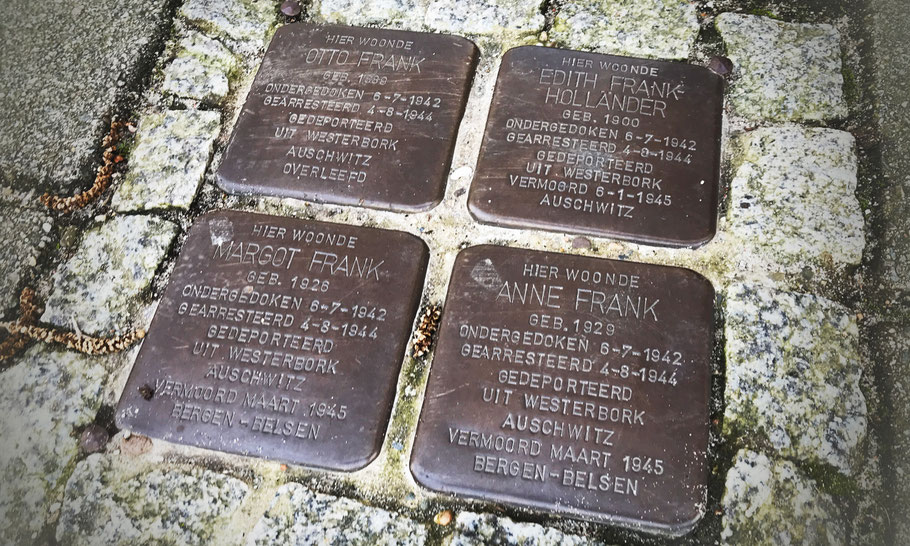 HIER WOONDE
OTTO FRANK
GEB. 1889
ONDERGEDOKEN 6-7-1942
GEARRESTEERD 4-8-1944
GEDEPORTEERD
UIT WESTERBORK
AUSCHWITZ
OVERLEEFD
HIER WOONDE
EDITH FRANK-
HOLLÄNDER
GEB. 1900
ONDERGEDOKEN 6-7-1942
GEARRESTEERD 4-8-1944
GEDEPORTEERD
UIT WESTERBORK
VERMOORD 6-1-1945
AUSCHWITZ
HIER WOONDE
MARGOT FRANK
GEB. 1926
ONDERGEDOKEN 6-7-1942
GEARRESTEERD 4-8-1944
GEDEPORTEERD
UIT WESTERBORK
AUSCHWITZ
VERMOORD MAART 1945
BERGEN-BELSEN
HIER WOONDE
ANNE FRANK
GEB. 1929
ONDERGEDOKEN 6-7-1942
GEARRESTEERD 4-8-1944
GEDEPORTEERD
UIT WESTERBORK
AUSCHWITZ
VERMOORD MAART 1945
BERGEN-BELSEN